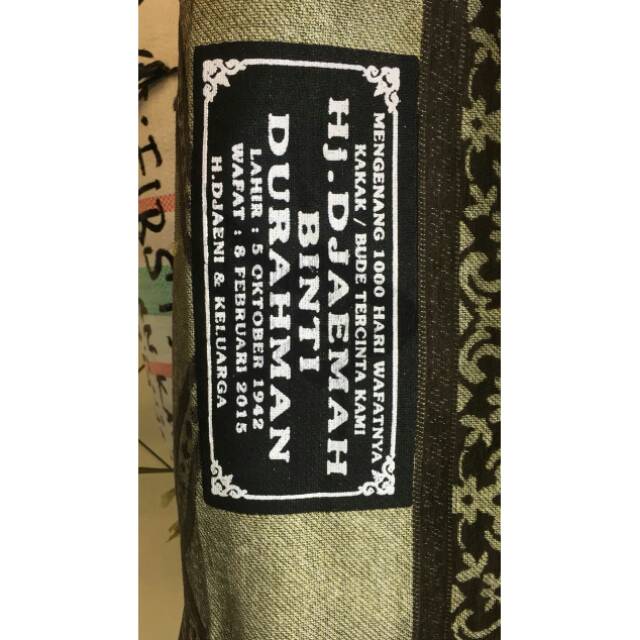 MENGENANG 1000 HARI WAFATNYA
KAKAK / BUDE TERCINTA KAMI
Hj.DJAEMAH
BINTI
DURAHMAN
LAHIR : 5 OKTOBER 1942
WAFAT : 8 FEBRUARI 2015
H.DJAENI & KELUARGA